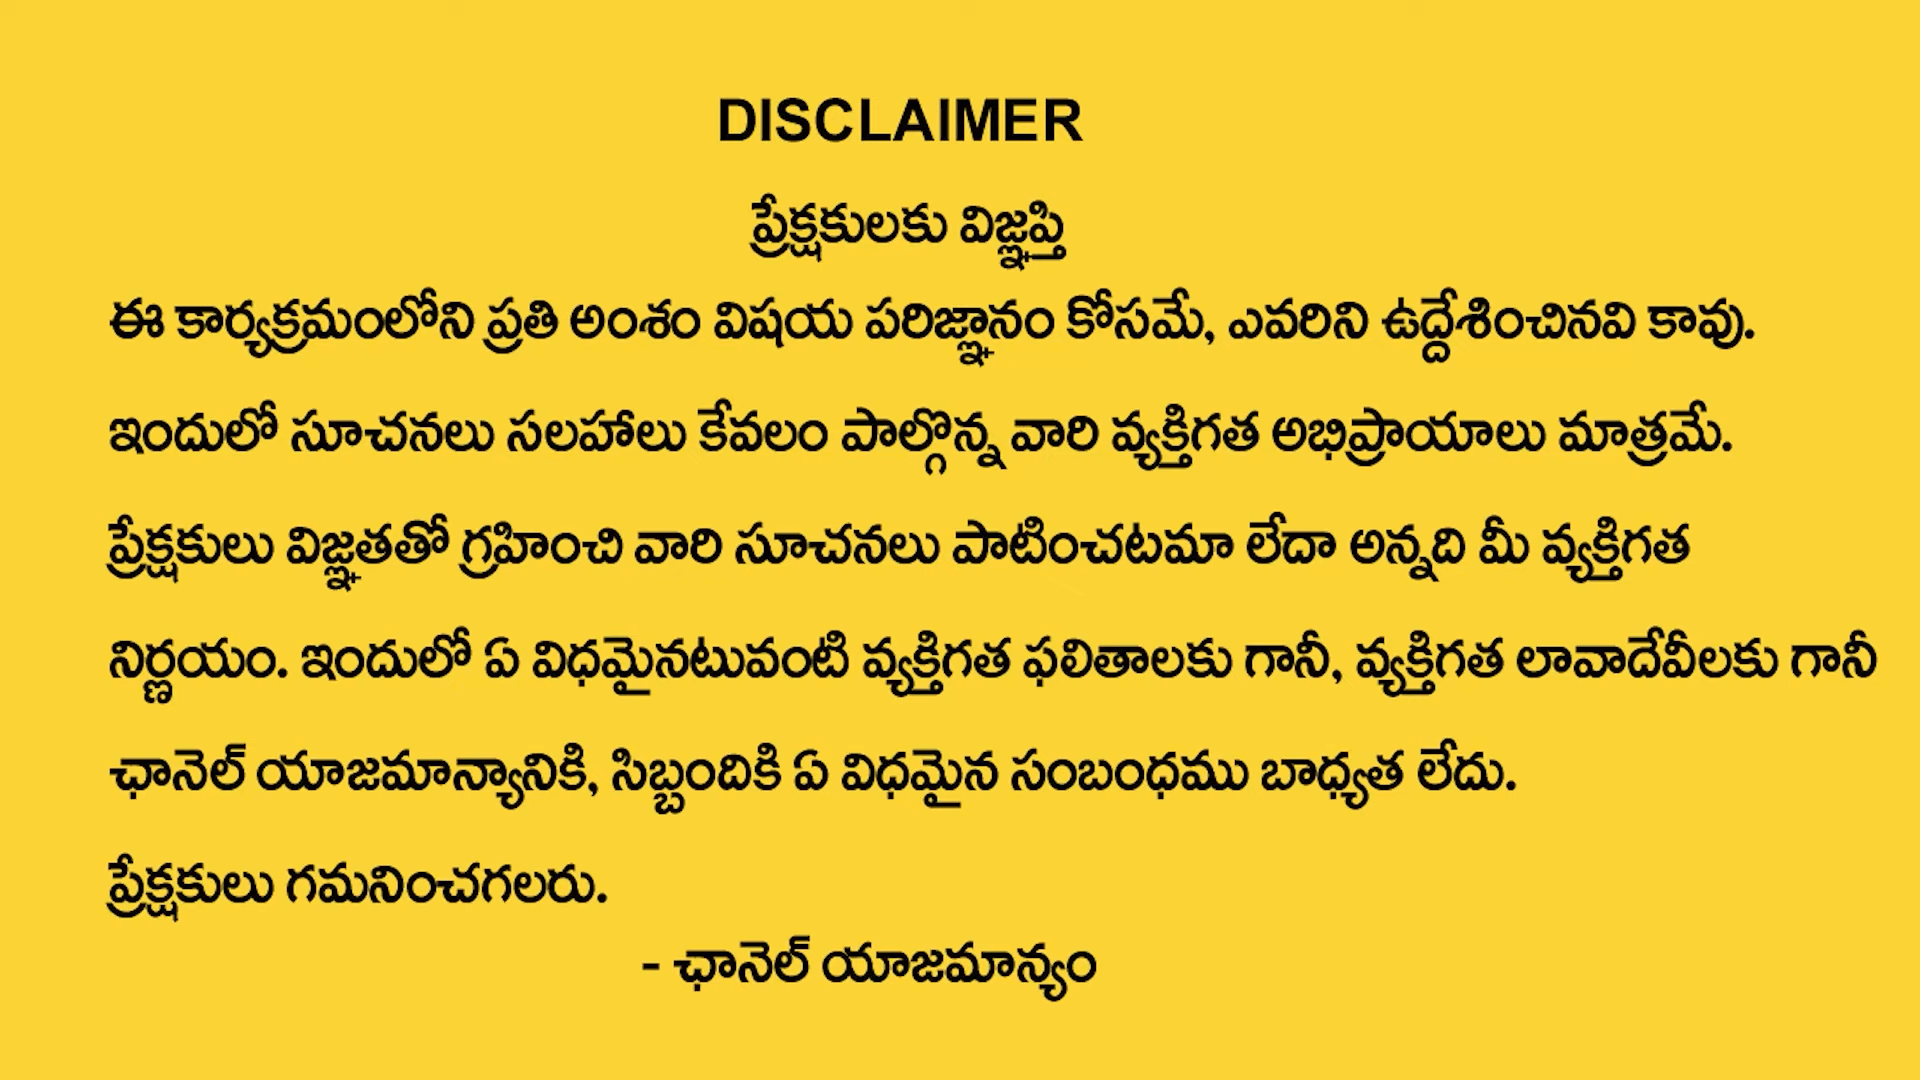 DISCLAIMER
ప్రేక్షకులకు విజ్ఞప్తి
ఈ కార్యక్రమంలోని ప్రతి అంశం విషయ పరిజ్ఞానం కోసమే, ఎవరిని ఉద్దేశించినవి కావు.
ఇందులో సూచనలు సలహాలు కేవలం పాల్గొన్న వారి వ్యక్తిగత అభిప్రాయాలు మాత్రమే.
ప్రేక్షకులు విజ్ఞతతో గ్రహించి వారి సూచనలు పాటించటమా లేదా అన్నది మీ వ్యక్తిగత
నిర్ణయం. ఇందులో ఏ విధమైనటువంటి వ్యక్తిగత ఫలితాలకు గానీ, వ్యక్తిగత లావాదేవీలకు గానీ
ఛానెల్ యాజమాన్యానికి, సిబ్బందికి ఏ విధమైన సంబంధము బాధ్యత లేదు.
ప్రేక్షకులు గమనించగలరు.
- ఛానెల్ యాజమాన్యం